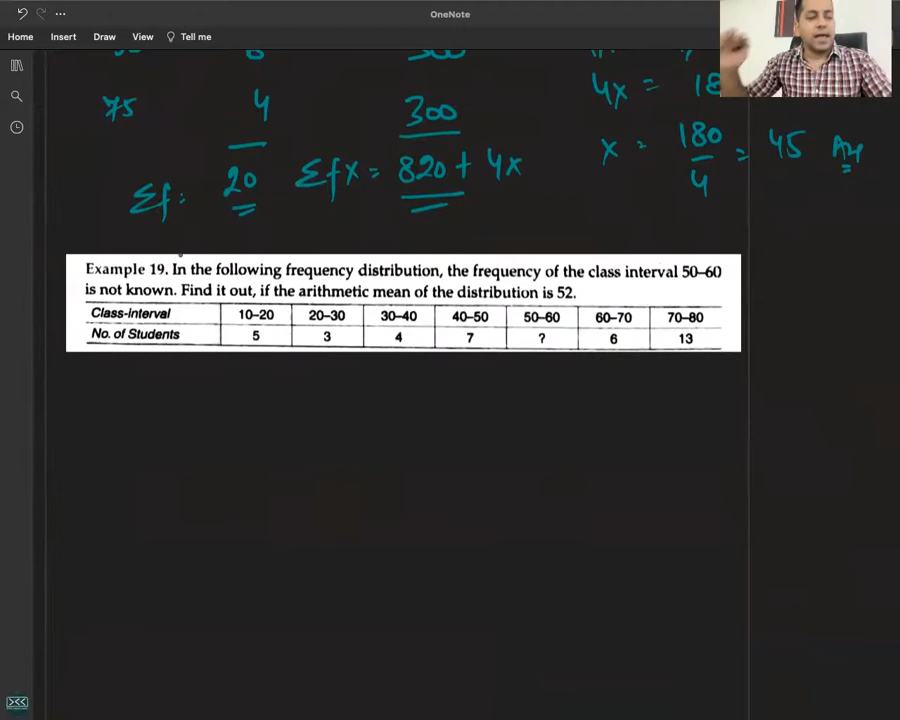 OneNote
Home Insert Draw View Tell me
4x = 18
75 4 300
x = 180/4 = 45 Ans
Σf = 20 Σfx = 820 + 4x
Example 19. In the following frequency distribution, the frequency of the class interval 50–60
is not known. Find it out, if the arithmetic mean of the distribution is 52.
Class-interval 10–20 20–30 30–40 40–50 50–60 60–70 70–80
No. of Students 5 3 4 7 ? 6 13